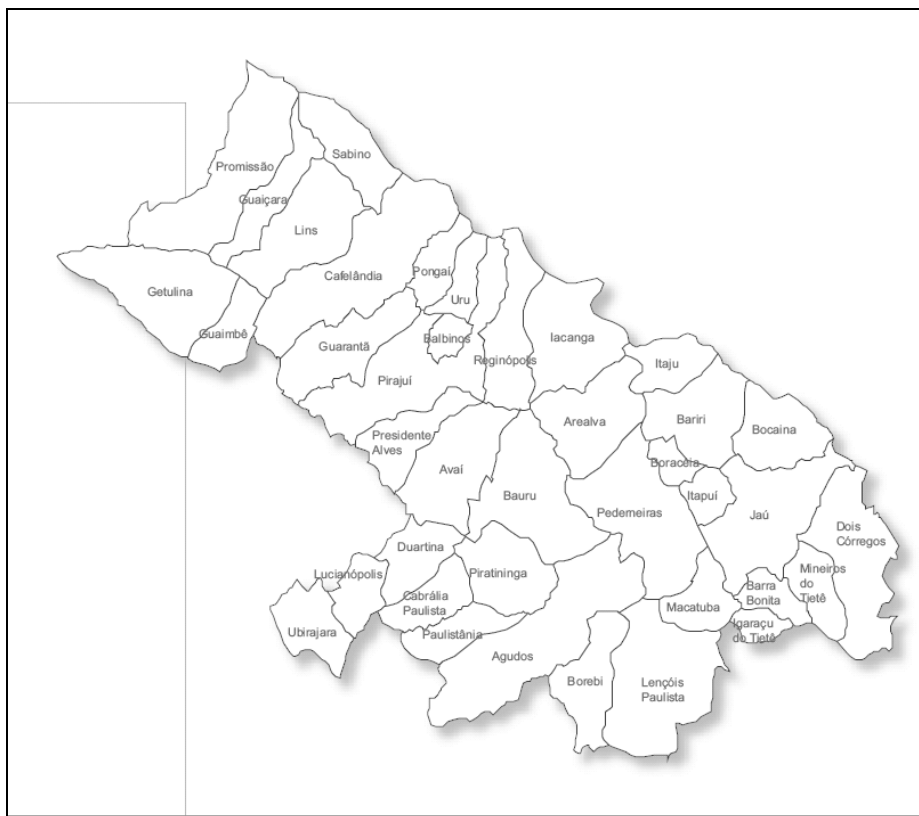 Sabino
Promissão
Guaiçara
Lins
Cafelândia
Pongaí
Getulina
Uru
Guaimbê
Balbinos
Iacanga
Guarantã
Reginópolis
Itaju
Pirajuí
Arealva
Bariri
Bocaina
Presidente
Alves
Avaí
Boracéia
Bauru
Itapuí
Pederneiras
Jaú
Dois
Córregos
Duartina
Lucianópolis
Piratininga
Mineiros
do
Tietê
Barra
Bonita
Cabrália
Paulista
Macatuba
Igaraçu
do Tietê
Ubirajara
Paulistânia
Agudos
Borebi
Lençóis
Paulista